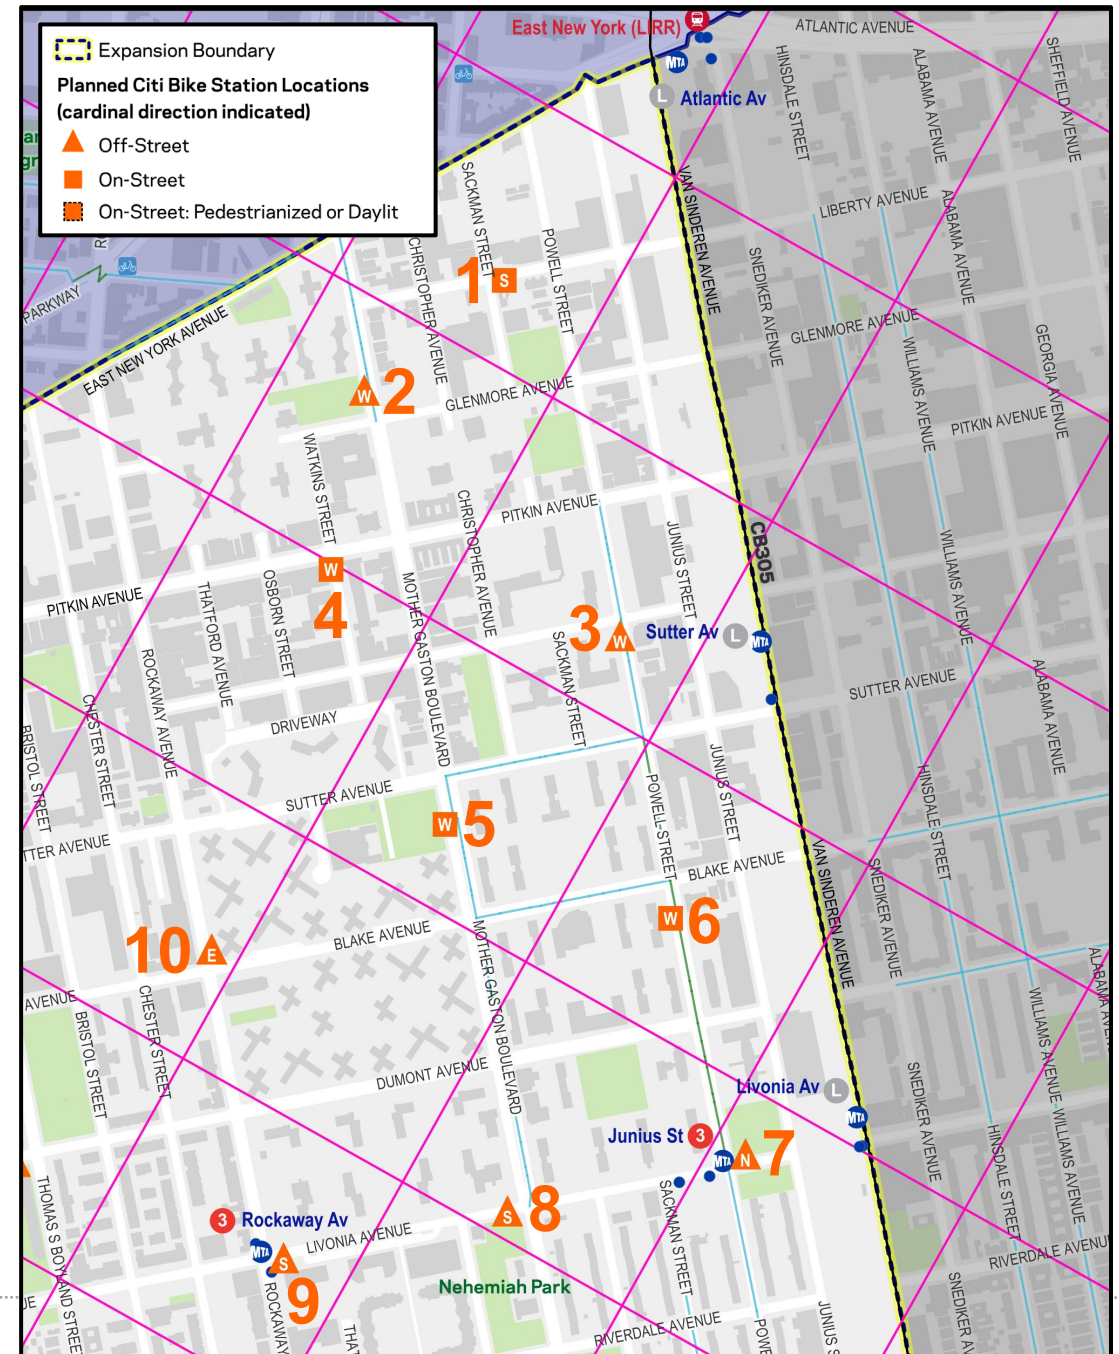 East New York (LIRR)
ATLANTIC AVENUE
Expansion Boundary
Planned Citi Bike Station Locations
(cardinal direction indicated)
Off-Street
On-Street
On-Street: Pedestrianized or Daylit
MTA
L Atlantic Av
HINSDALE STREET
ALABAMA AVENUE
SHEFFIELD AVENUE
SACKMAN STREET
VAN SINDEREN AVENUE
LIBERTY AVENUE
ALABAMA AVENUE
CHRISTOPHER AVENUE
POWELL STREET
SNEDIKER AVENUE
1 S
PARKWAY
EAST NEW YORK AVENUE
GLENMORE AVENUE
WILLIAMS AVENUE
GEORGIA AVENUE
W 2
GLENMORE AVENUE
PITKIN AVENUE
WATKINS STREET
CHRISTOPHER AVENUE
PITKIN AVENUE
JUNIUS STREET
CB305
WILLIAMS AVENUE
W
4
PITKIN AVENUE
THATFORD AVENUE
OSBORN STREET
MOTHER GASTON BOULEVARD
3 W
Sutter Av L
MTA
SACKMAN STREET
ROCKAWAY AVENUE
CHESTER STREET
BRISTOL STREET
DRIVEWAY
SUTTER AVENUE
ALABAMA AVENUE
JUNIUS STREET
POWELL STREET
HINSDALE STREET
SUTTER AVENUE
W 5
TTER AVENUE
BLAKE AVENUE
VAN SINDEREN AVENUE
SNEDIKER AVENUE
W 6
10 E
BLAKE AVENUE
MOTHER GASTON BOULEVARD
ALABAMA AVENUE
AVENUE
BRISTOL STREET
CHESTER STREET
WILLIAMS AVENUE
DUMONT AVENUE
Livonia Av L
MTA
SNEDIKER AVENUE
WILLIAMS AVENUE
HINSDALE STREET
Junius St 3
MTA
N 7
THOMAS S BOYLAND STREET
SACKMAN STREET
S 8
3 Rockaway Av
LIVONIA AVENUE
MTA
S
9
RIVERDALE AVENUE
Nehemiah Park
ROCKAWAY
THAT
RIVERDALE AVENUE
POWE
JUNIUS S
SNEDIKER AV
UE